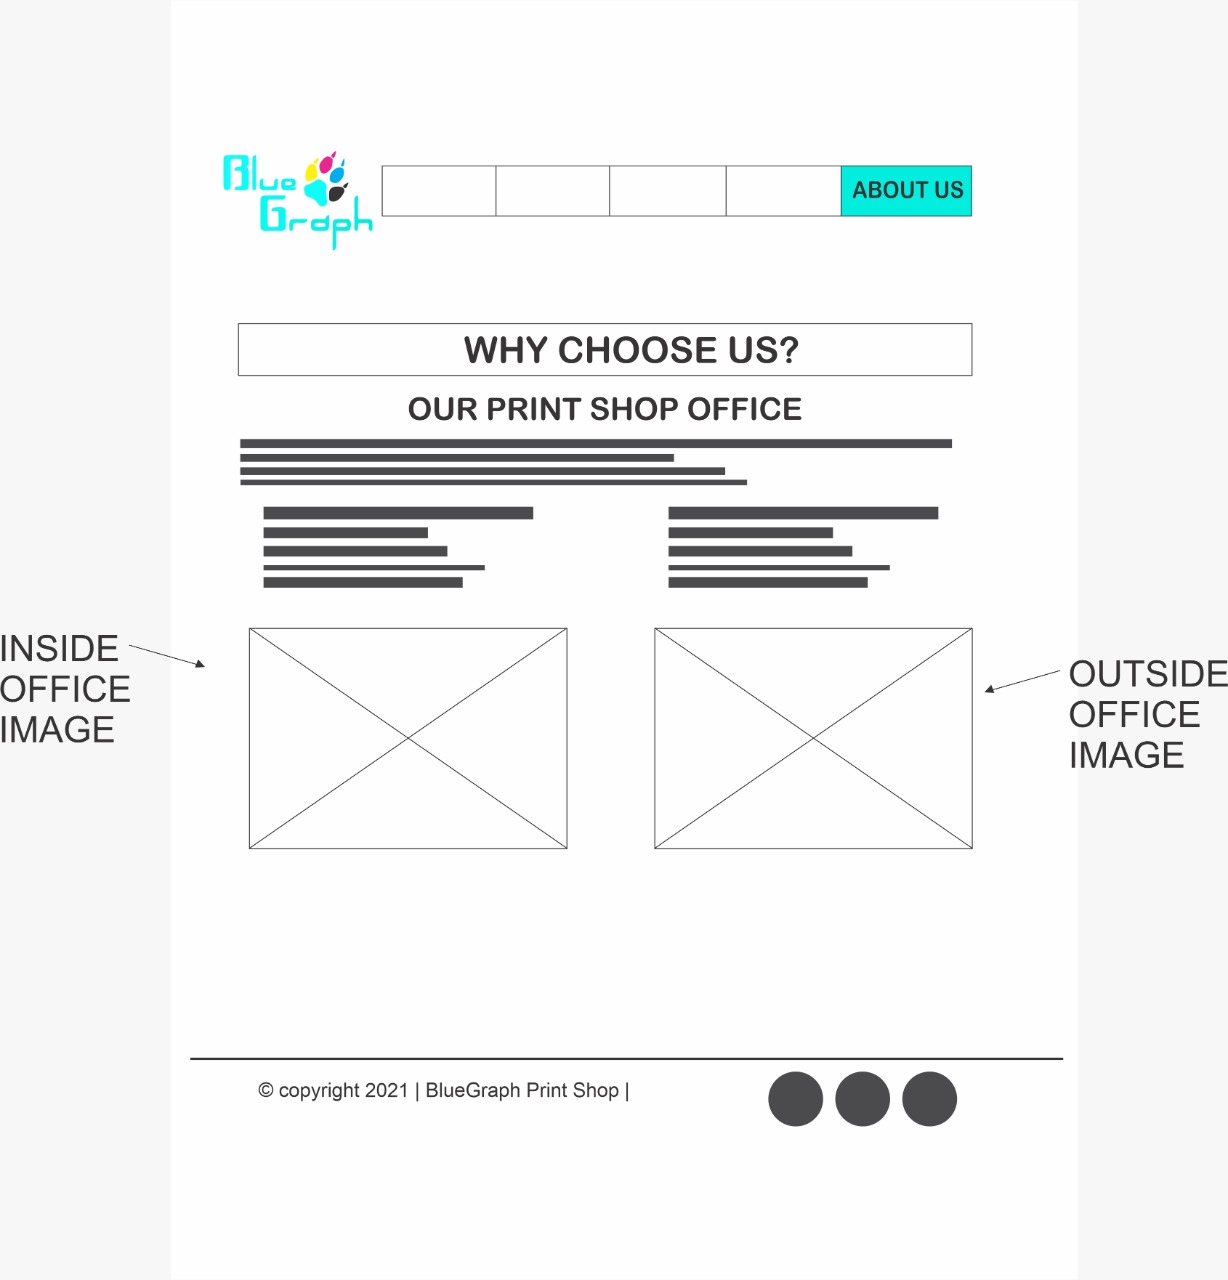 Blue
Graph
ABOUT US
WHY CHOOSE US?
OUR PRINT SHOP OFFICE
INSIDE
OFFICE
IMAGE
OUTSIDE
OFFICE
IMAGE
© copyright 2021 | BlueGraph Print Shop |